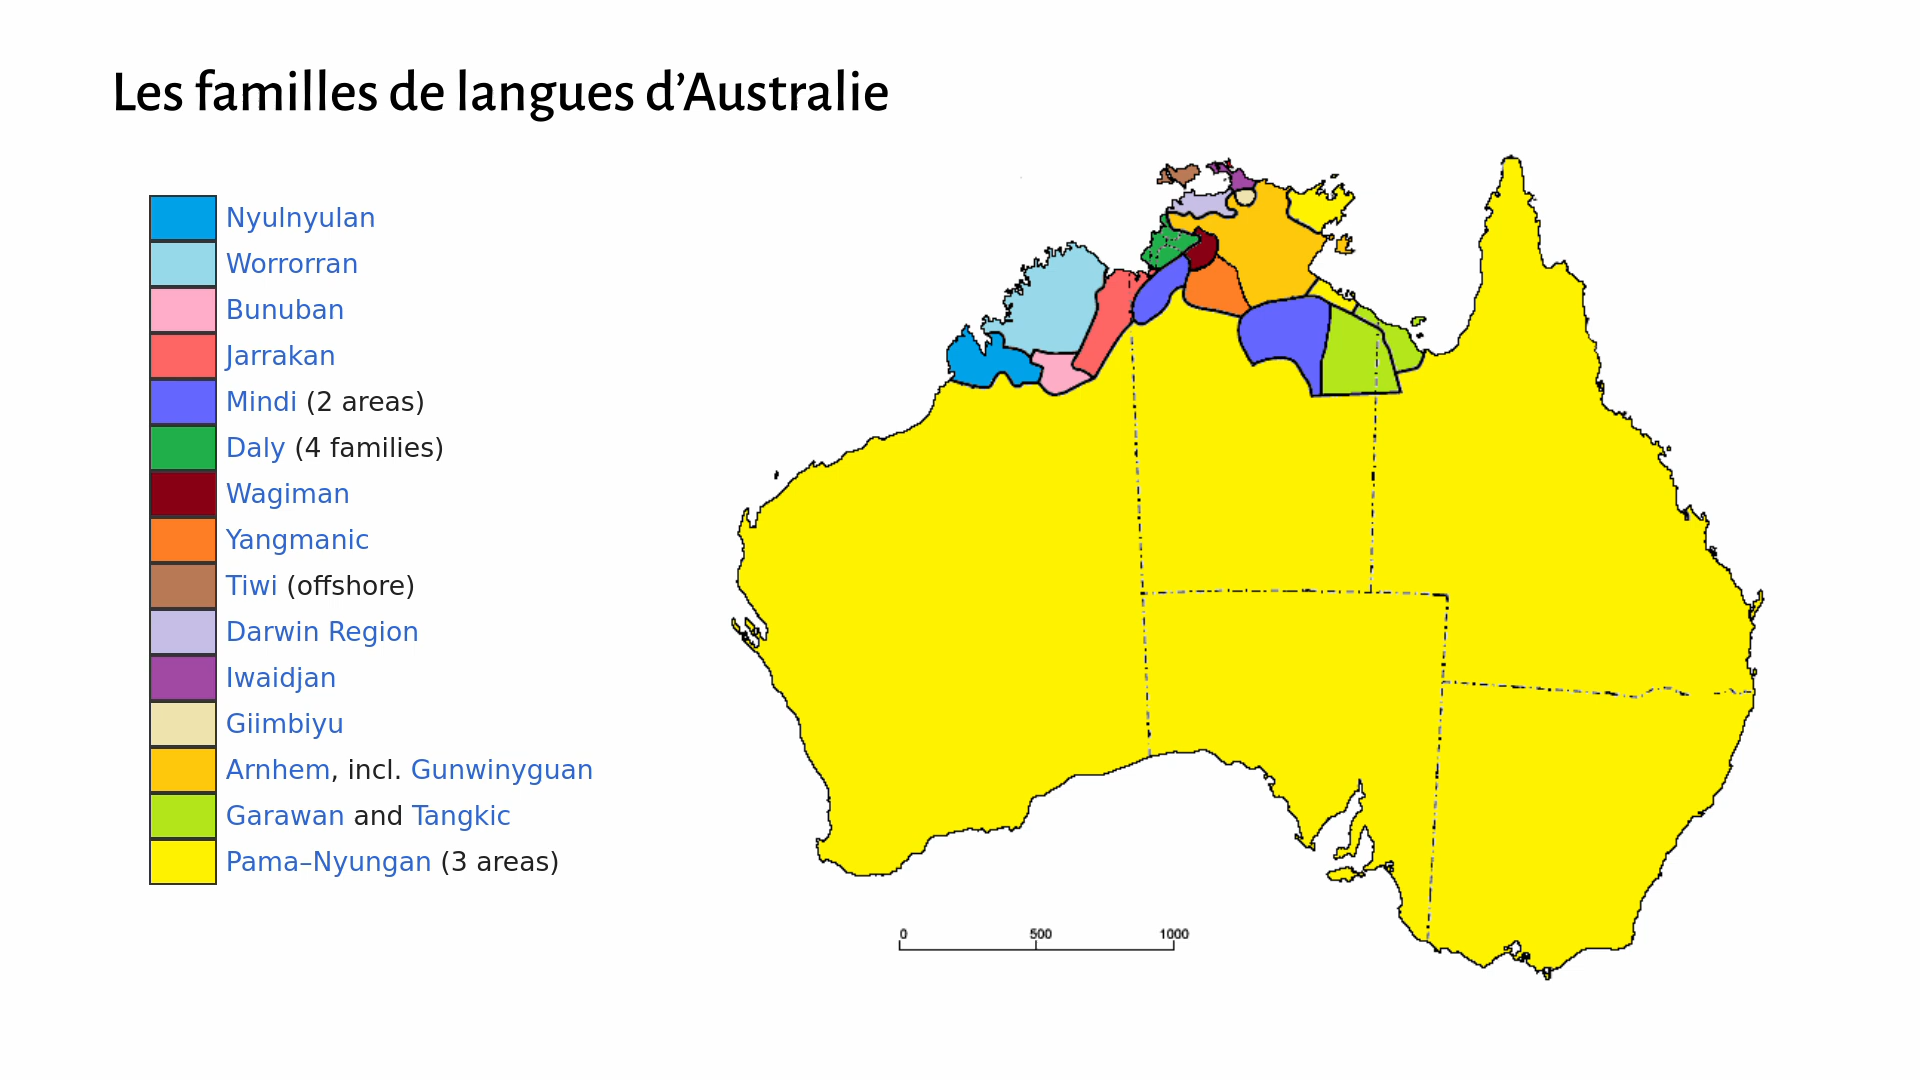 Les familles de langues d’Australie
Nyulnyulan
Worrorran
Bunuban
Jarrakan
Mindi (2 areas)
Daly (4 families)
Wagiman
Yangmanic
Tiwi (offshore)
Darwin Region
Iwaidjan
Giimbiyu
Arnhem, incl. Gunwinyguan
Garawan and Tangkic
Pama–Nyungan (3 areas)
0 500 1000